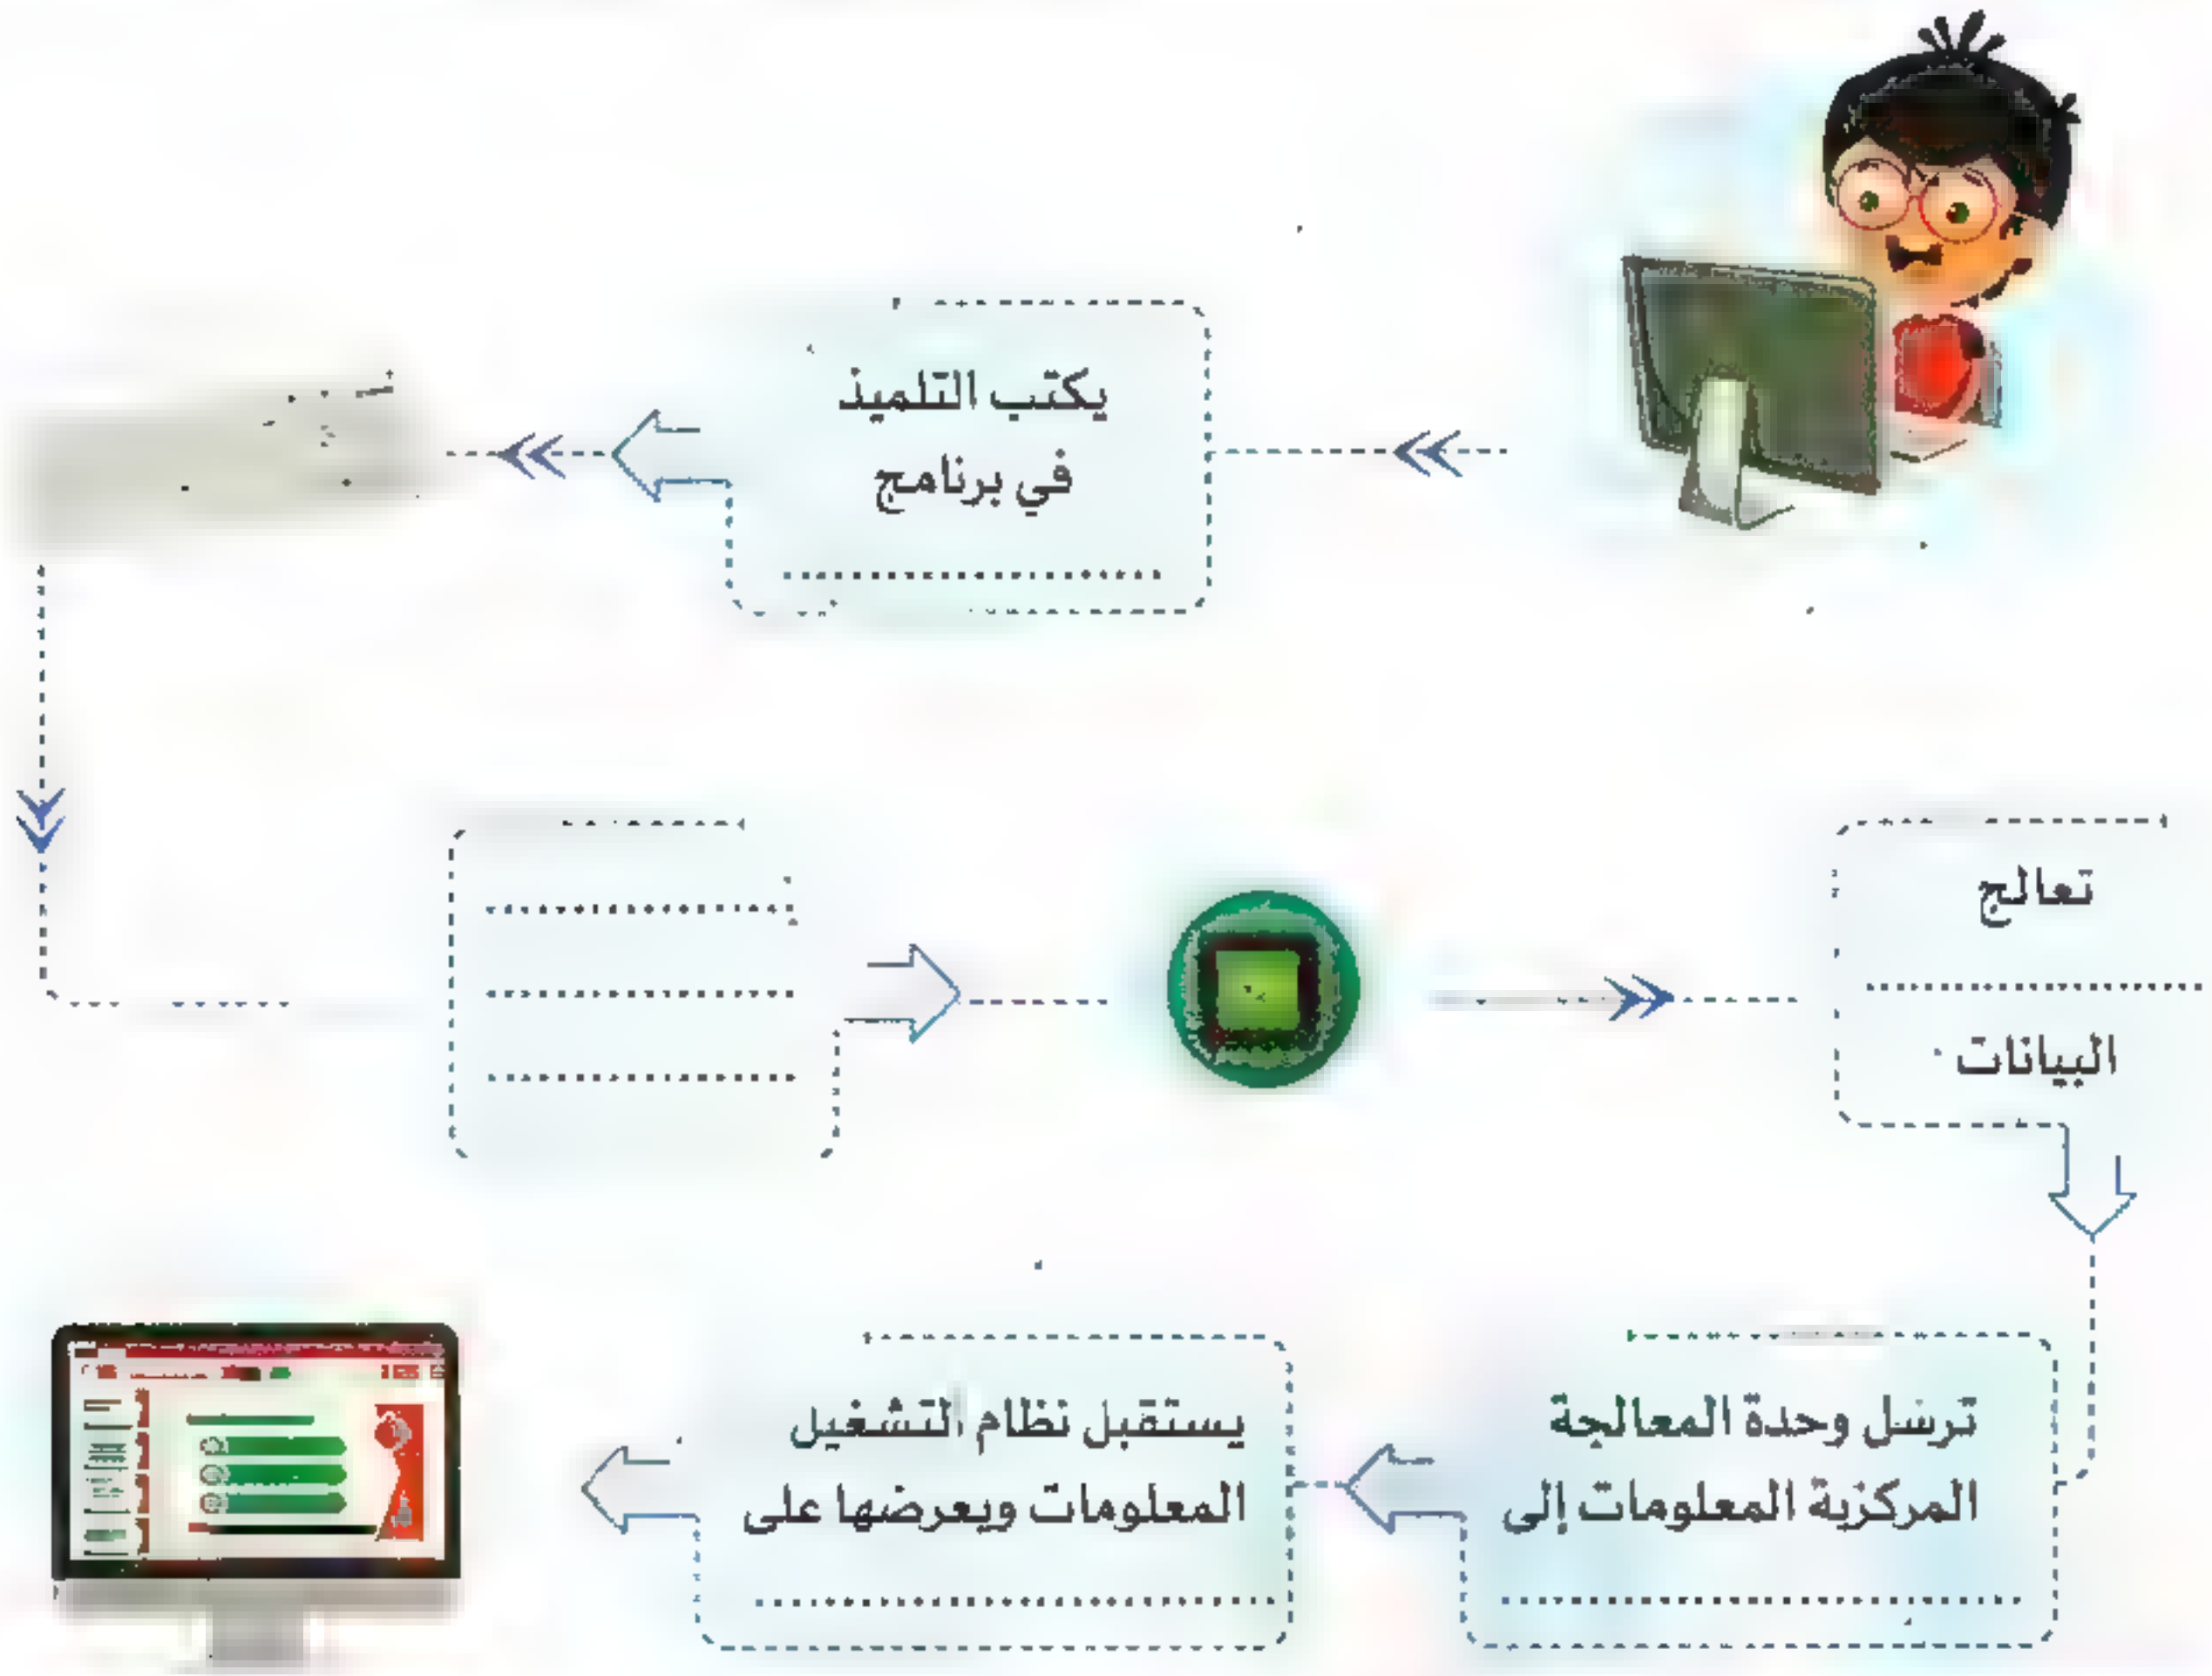 يكتب التلميذ
في برنامج
تعالج
البيانات
ترسل وحدة المعالجة
المركزية المعلومات إلى
يستقبل نظام التشغيل
المعلومات ويعرضها على